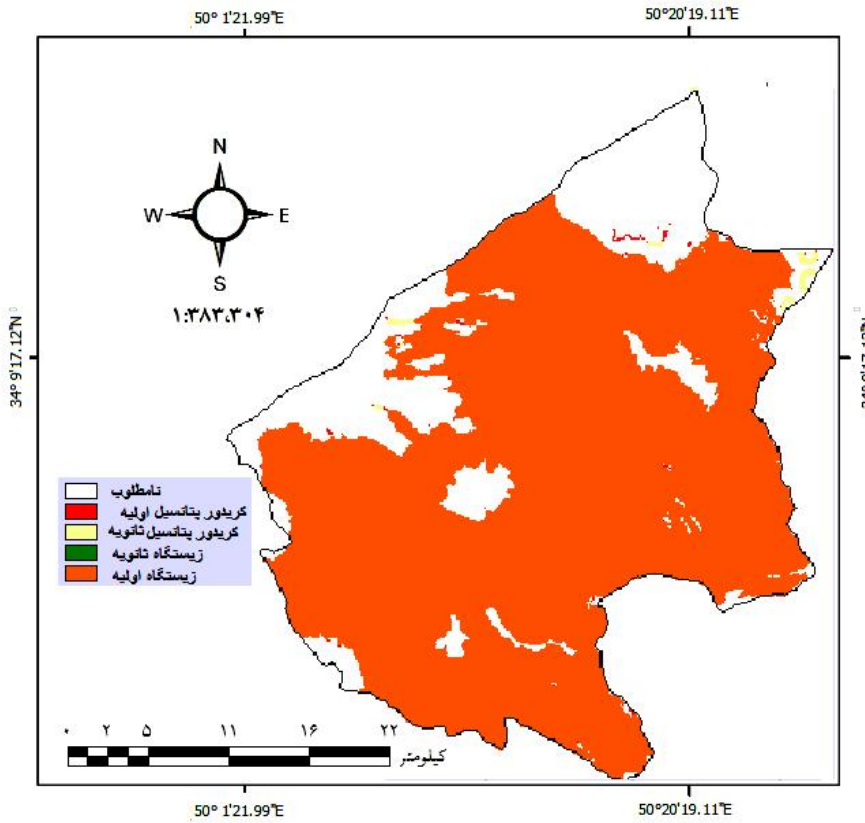 50° 1'21.99"E
50°20'19.11"E
N
W
E
S
۱:۳۸۳،۳۰۴
34° 9'17.12"N
نامطلوب
کریدور پتانسیل اولیه
کریدور پتانسیل ثانویه
زیستگاه ثانویه
زیستگاه اولیه
۰ ۲ ۵ ۱۱ ۱۶ ۲۲
کیلومتر
50° 1'21.99"E
50°20'19.11"E